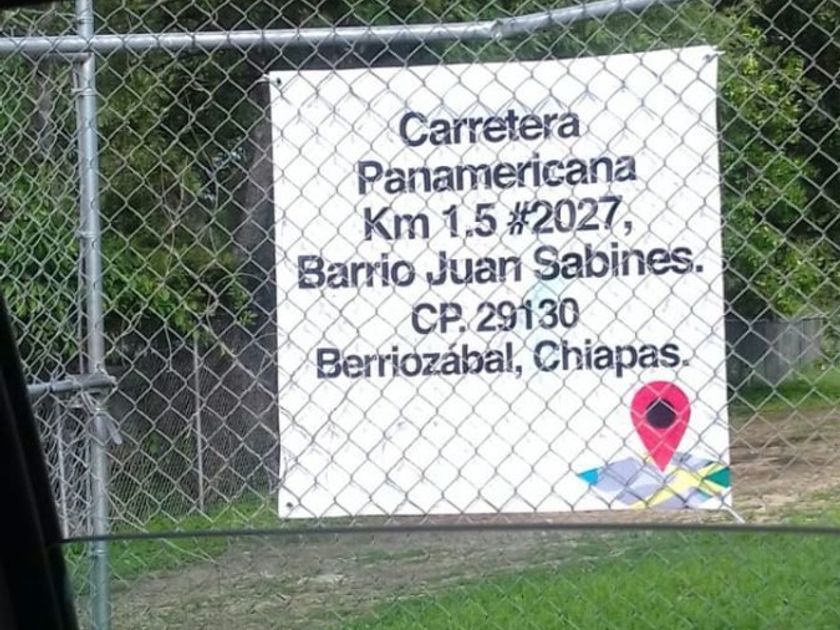 Carretera
Panamericana
Km 1.5 #2027,
Barrio Juan Sabines.
CP. 29130
Berriozábal, Chiapas.